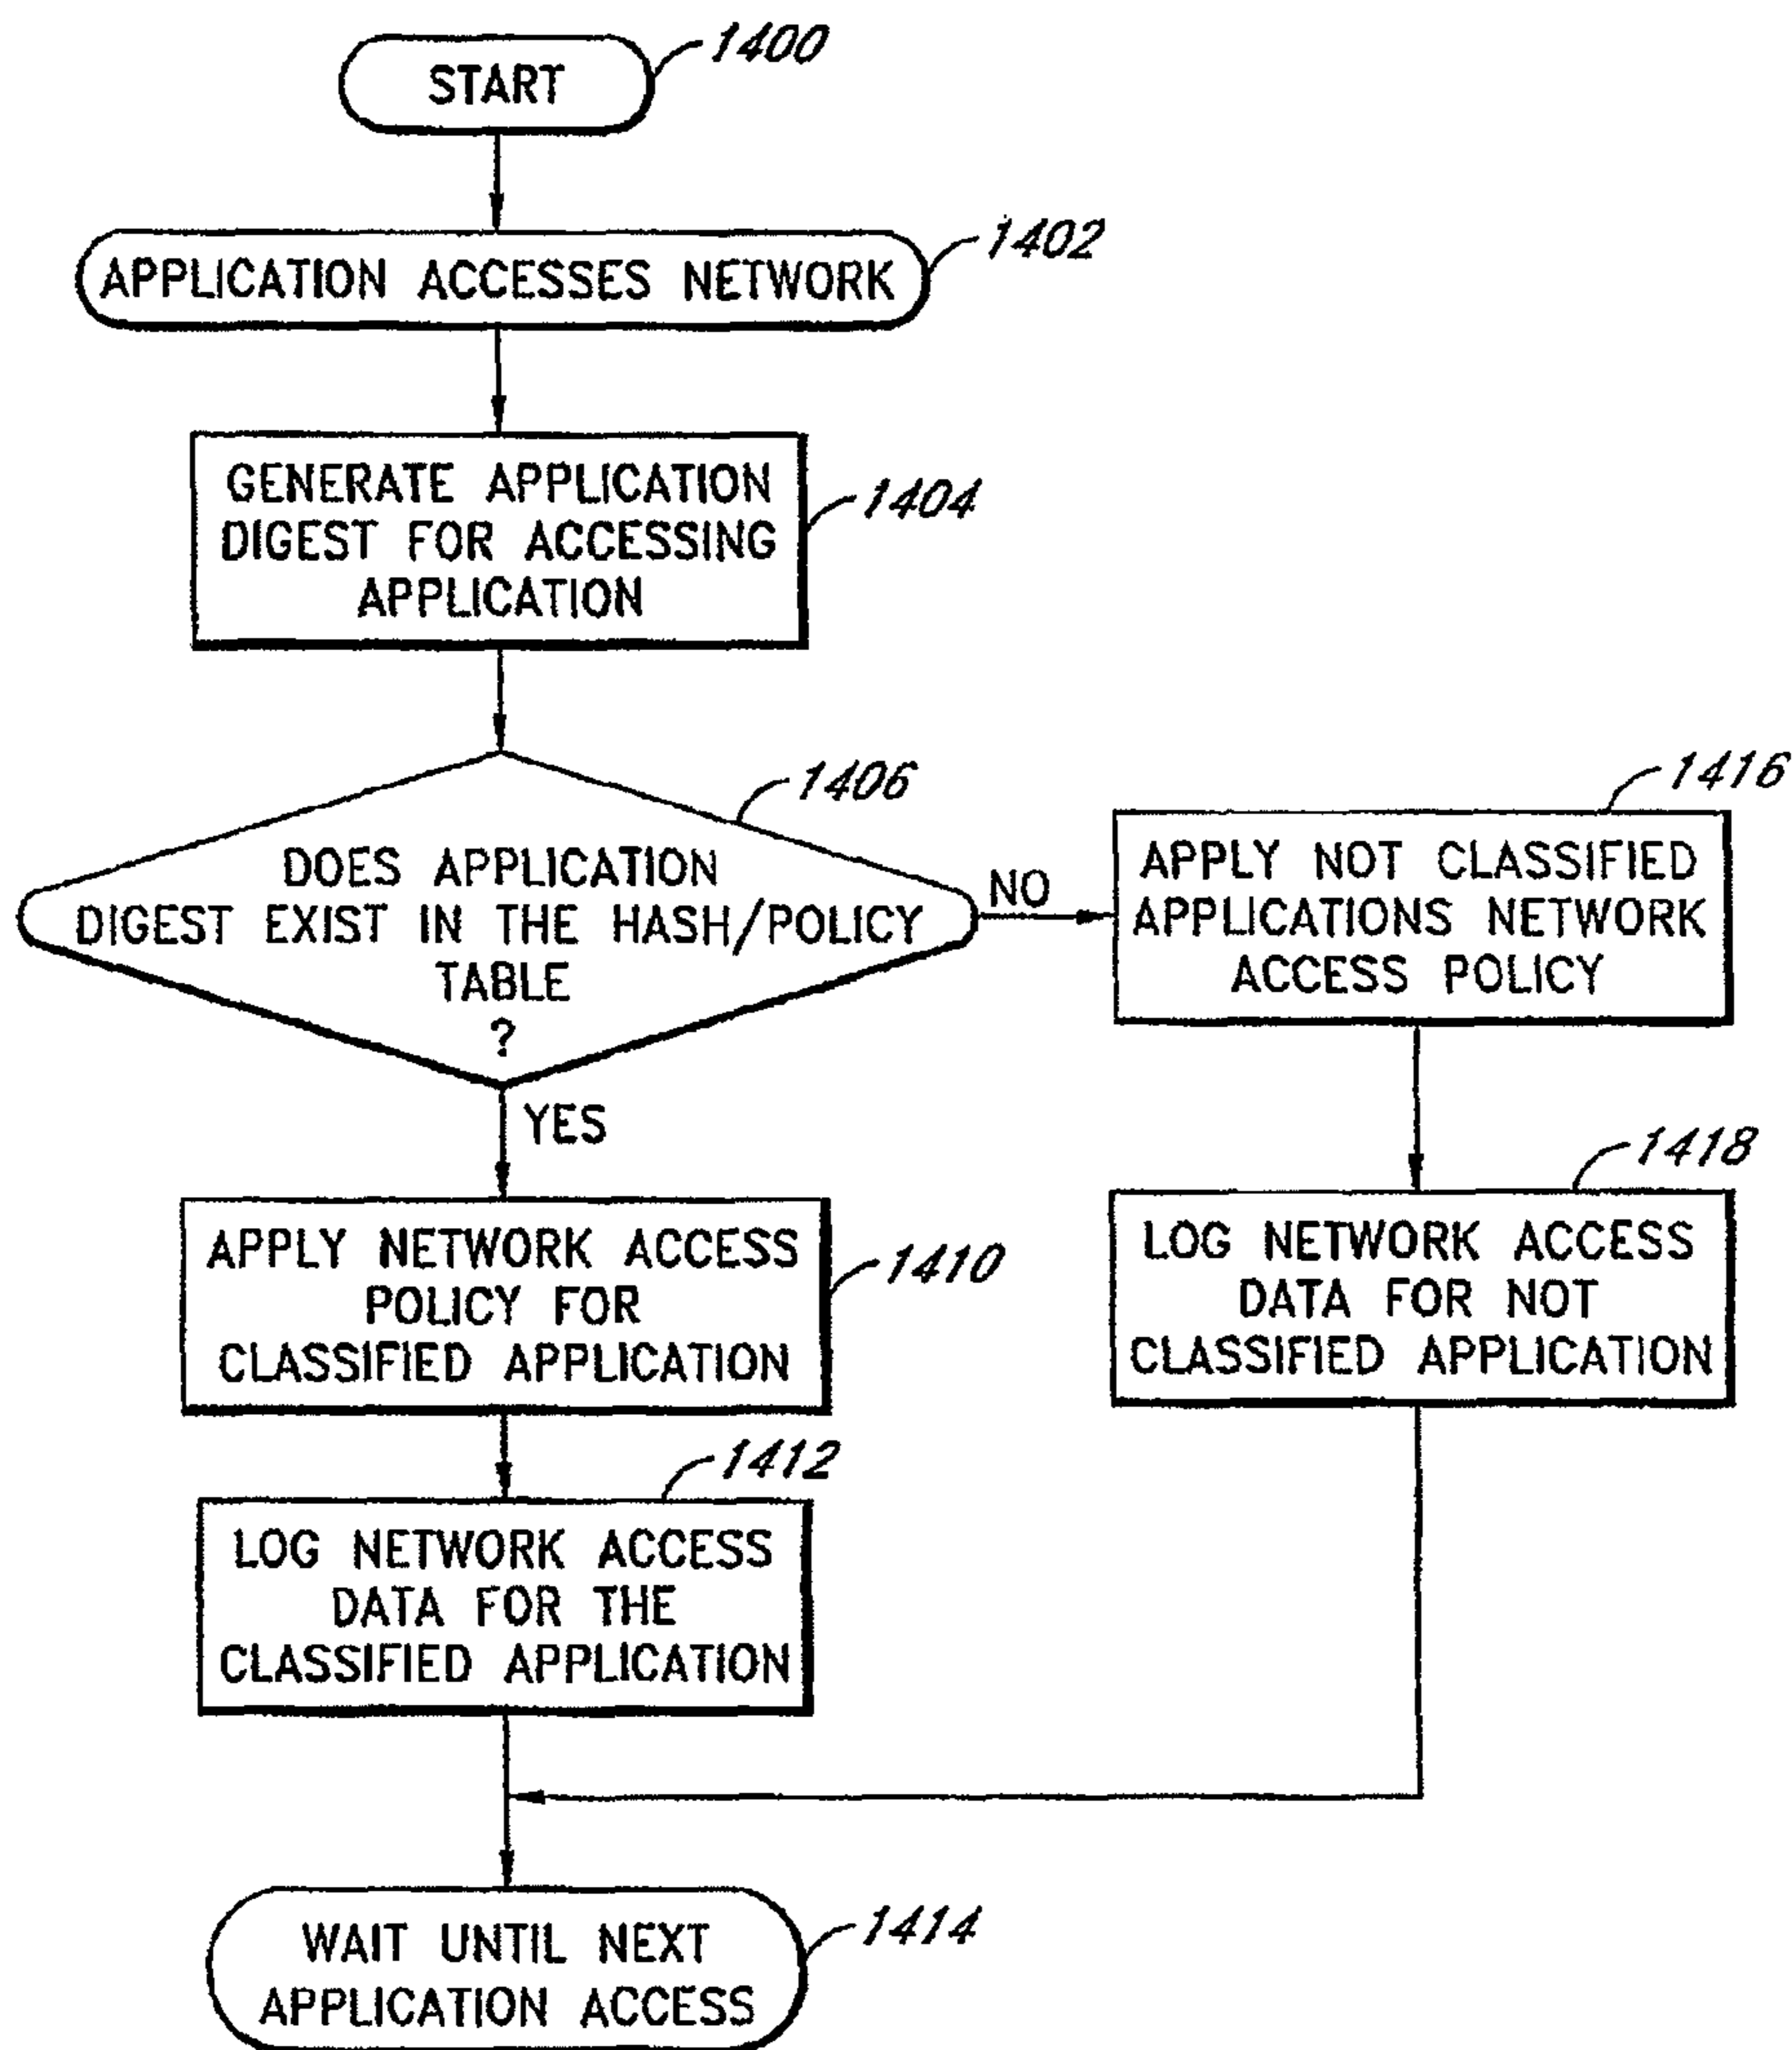 START
1400
APPLICATION ACCESSES NETWORK
1402
GENERATE APPLICATION
DIGEST FOR ACCESSING
APPLICATION
1404
DOES APPLICATION
DIGEST EXIST IN THE HASH/POLICY
TABLE
?
1406
NO
APPLY NOT CLASSIFIED
APPLICATIONS NETWORK
ACCESS POLICY
1416
YES
LOG NETWORK ACCESS
DATA FOR NOT
CLASSIFIED APPLICATION
1418
APPLY NETWORK ACCESS
POLICY FOR
CLASSIFIED APPLICATION
1410
LOG NETWORK ACCESS
DATA FOR THE
CLASSIFIED APPLICATION
1412
WAIT UNTIL NEXT
APPLICATION ACCESS
1414